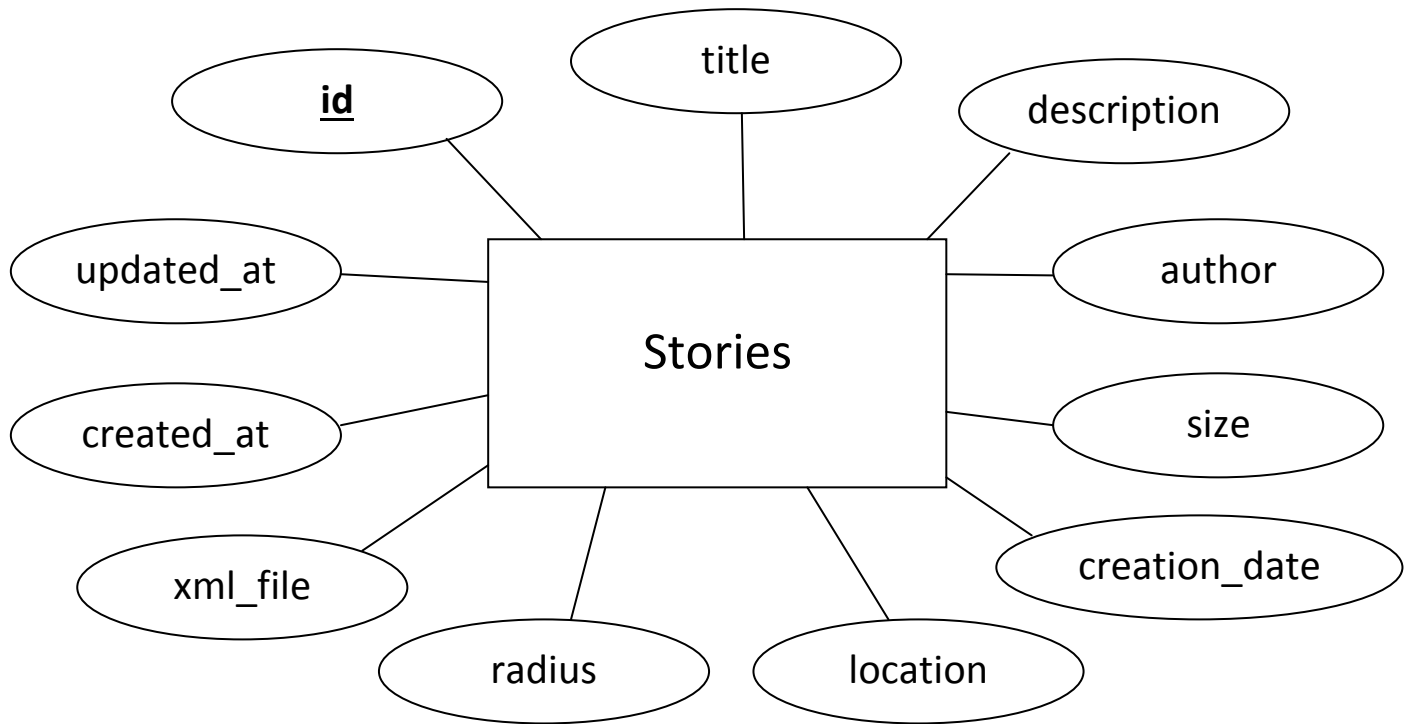 title
id
description
updated_at
author
Stories
created_at
size
creation_date
xml_file
radius
location